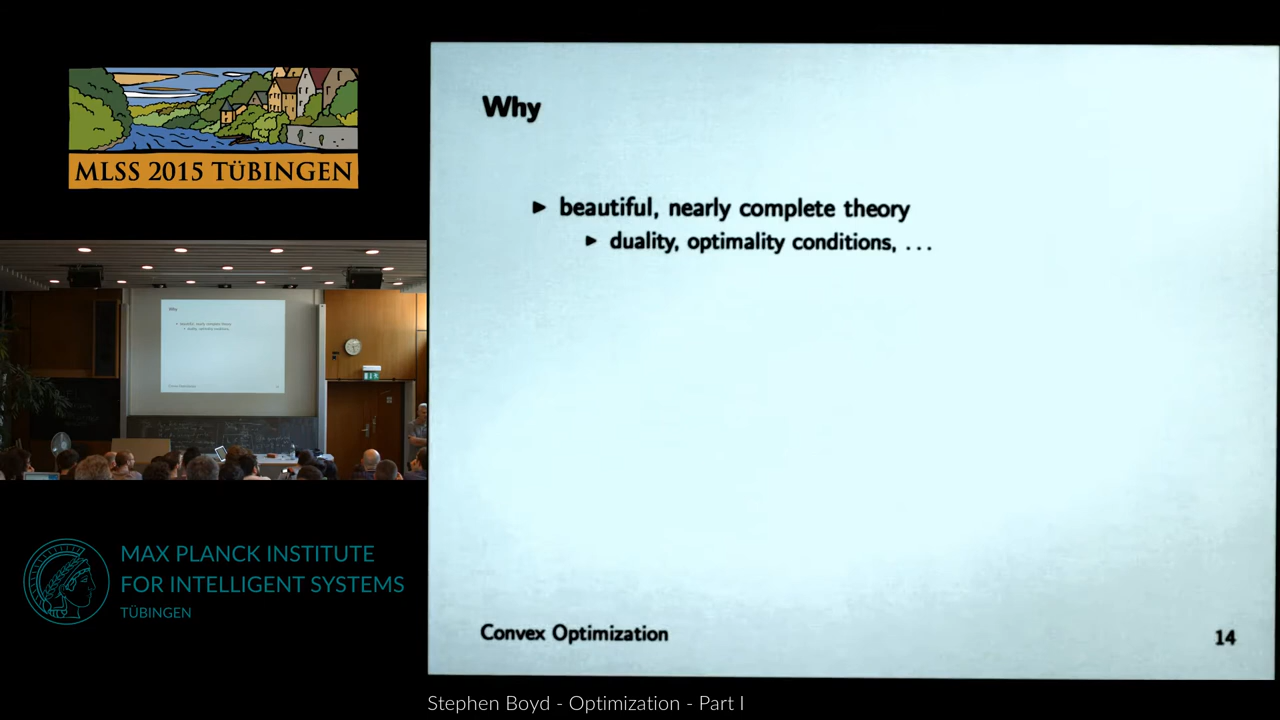 MLSS 2015 TÜBINGEN
Why
► beautiful, nearly complete theory
► duality, optimality conditions, . . .
Convex Optimization
14
MAX PLANCK INSTITUTE
FOR INTELLIGENT SYSTEMS
TÜBINGEN
Stephen Boyd - Optimization - Part I